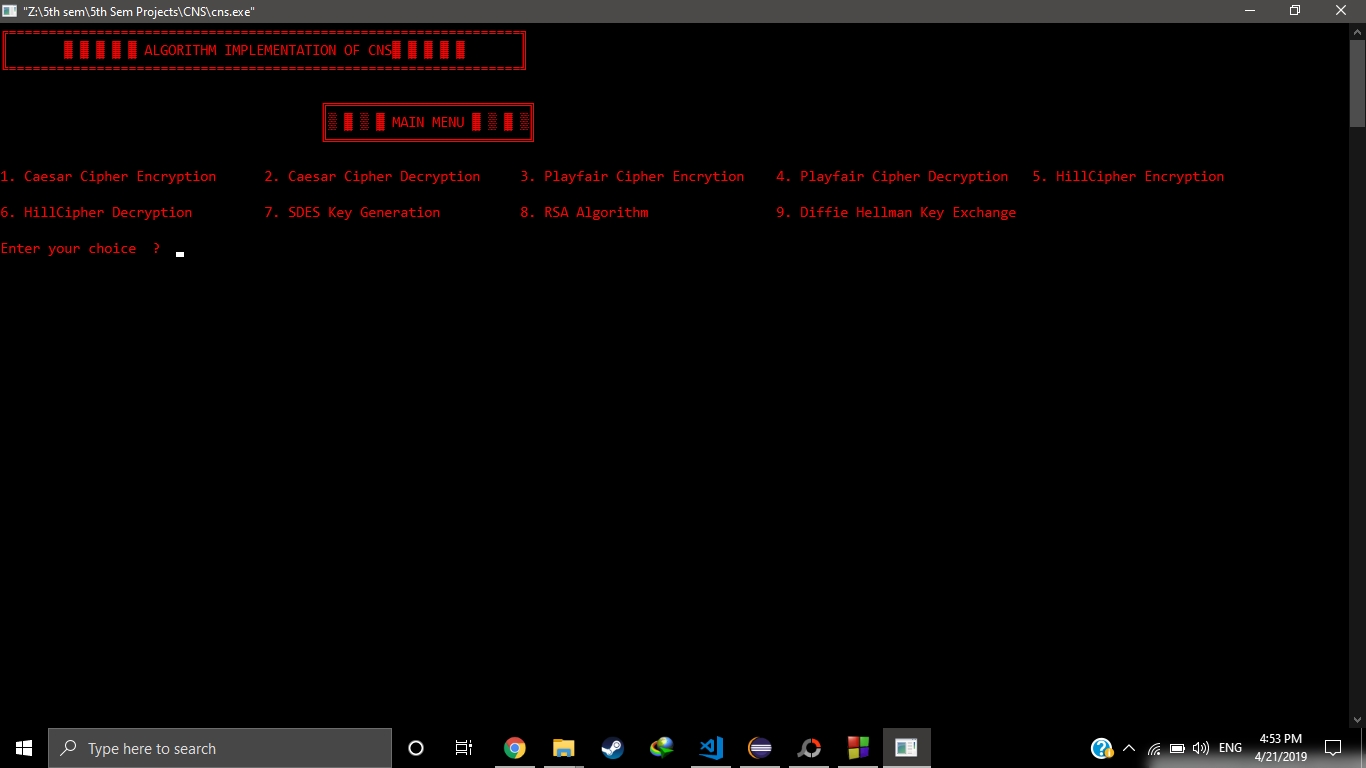 "Z:\5th sem\5th Sem Projects\CNS\cns.exe"
ALGORITHM IMPLEMENTATION OF CNS
MAIN MENU
1. Caesar Cipher Encryption 2. Caesar Cipher Decryption 3. Playfair Cipher Encrytion 4. Playfair Cipher Decryption 5. HillCipher Encryption
6. HillCipher Decryption 7. SDES Key Generation 8. RSA Algorithm 9. Diffie Hellman Key Exchange
Enter your choice ?
Type here to search
ENG
4:53 PM
4/21/2019